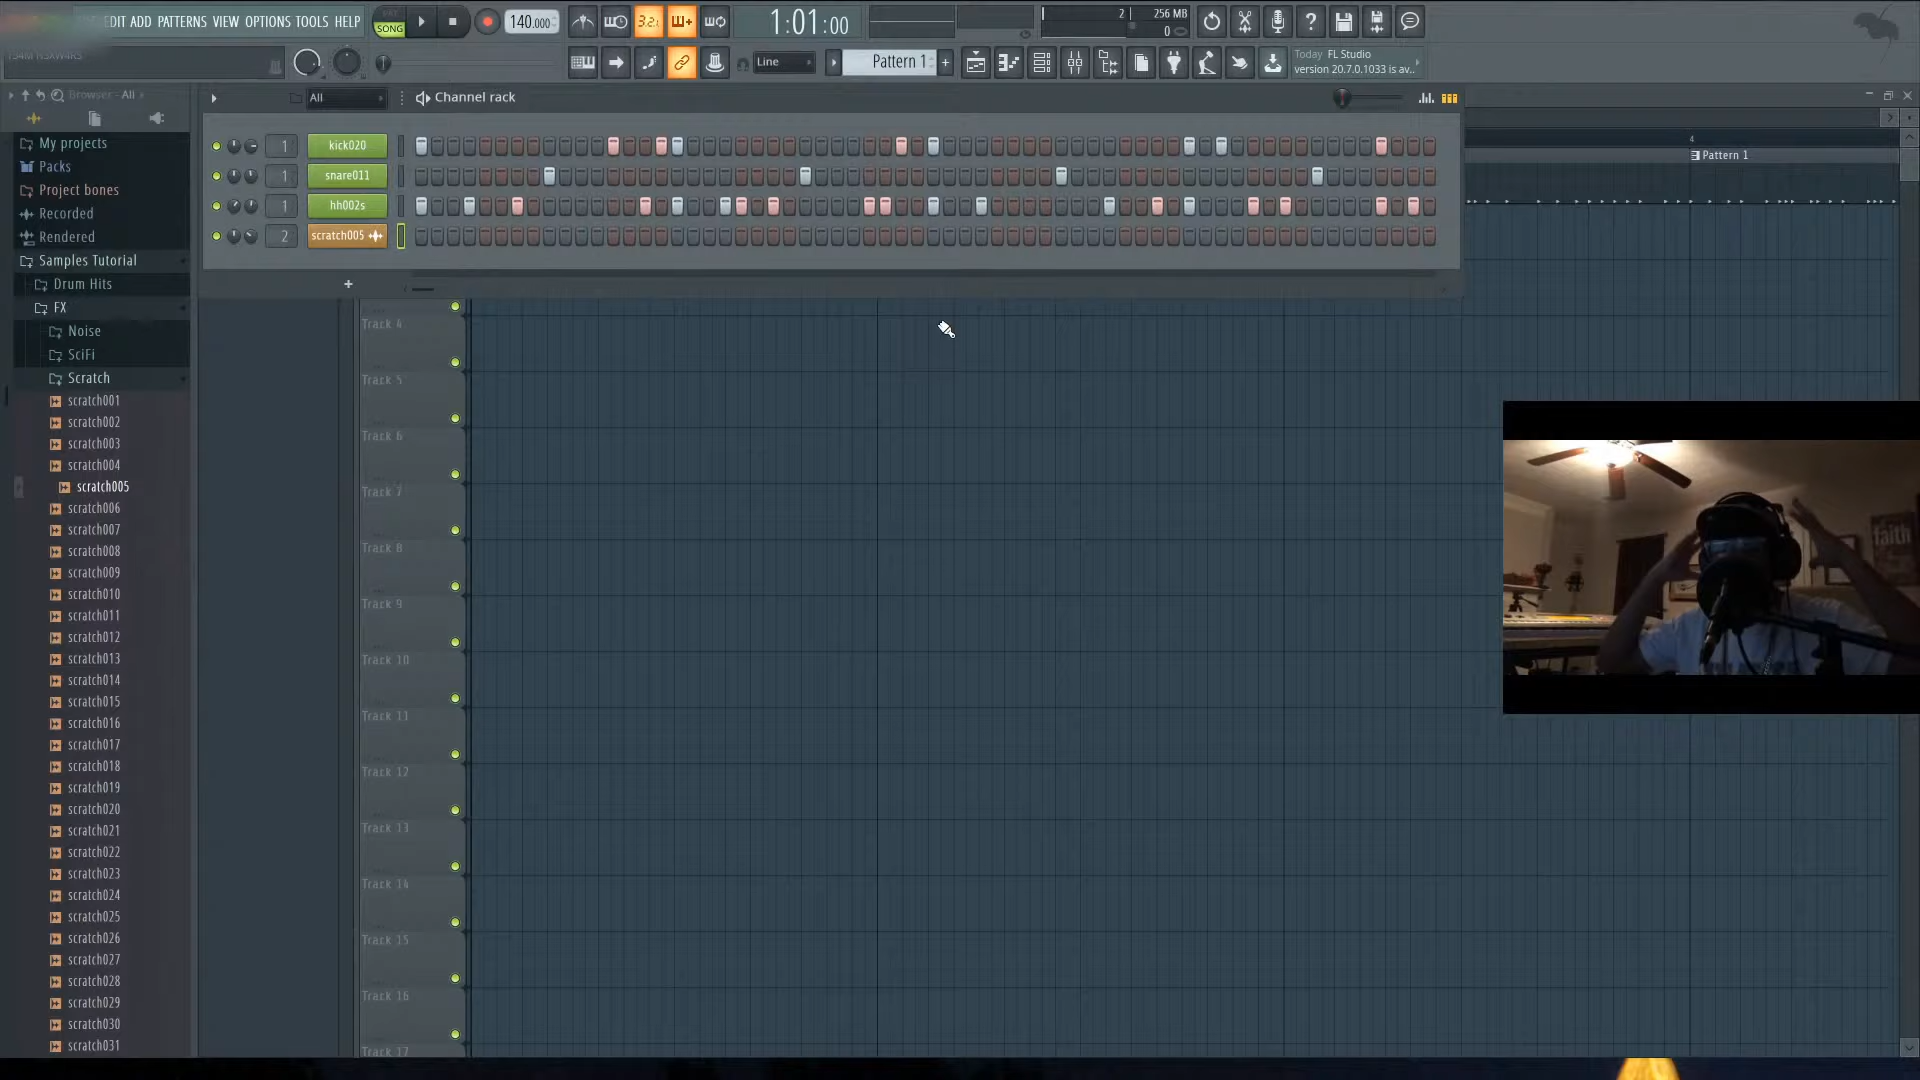 EDIT ADD PATTERNS VIEW OPTIONS TOOLS HELP
PAT
SONG
140.000
3.2.
1:01:00
2
256 MB
0
Line
Pattern 1
+
Today FL Studio
version 20.7.0.1033 is av..
Browser - All
All
Channel rack
My projects
Packs
Project bones
Recorded
Rendered
Samples Tutorial
Drum Hits
FX
Noise
SciFi
Scratch
scratch001
scratch002
scratch003
scratch004
scratch005
scratch006
scratch007
scratch008
scratch009
scratch010
scratch011
scratch012
scratch013
scratch014
scratch015
scratch016
scratch017
scratch018
scratch019
scratch020
scratch021
scratch022
scratch023
scratch024
scratch025
scratch026
scratch027
scratch028
scratch029
scratch030
scratch031
1 kick020
1 snare011
1 hh002s
2 scratch005
+
4
Pattern 1
Track 4
Track 5
Track 6
Track 7
Track 8
Track 9
Track 10
Track 11
Track 12
Track 13
Track 14
Track 15
Track 16
Track 17
faith